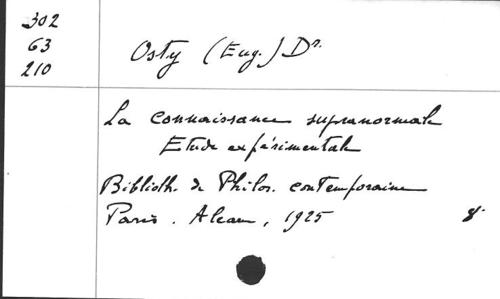 302
63
210
Osty (Eug.) Dr.
La connaissance supranormale
Etude expérimentale
Biblioth. de Philos. contemporaine
Paris. Alcan, 1925 8°